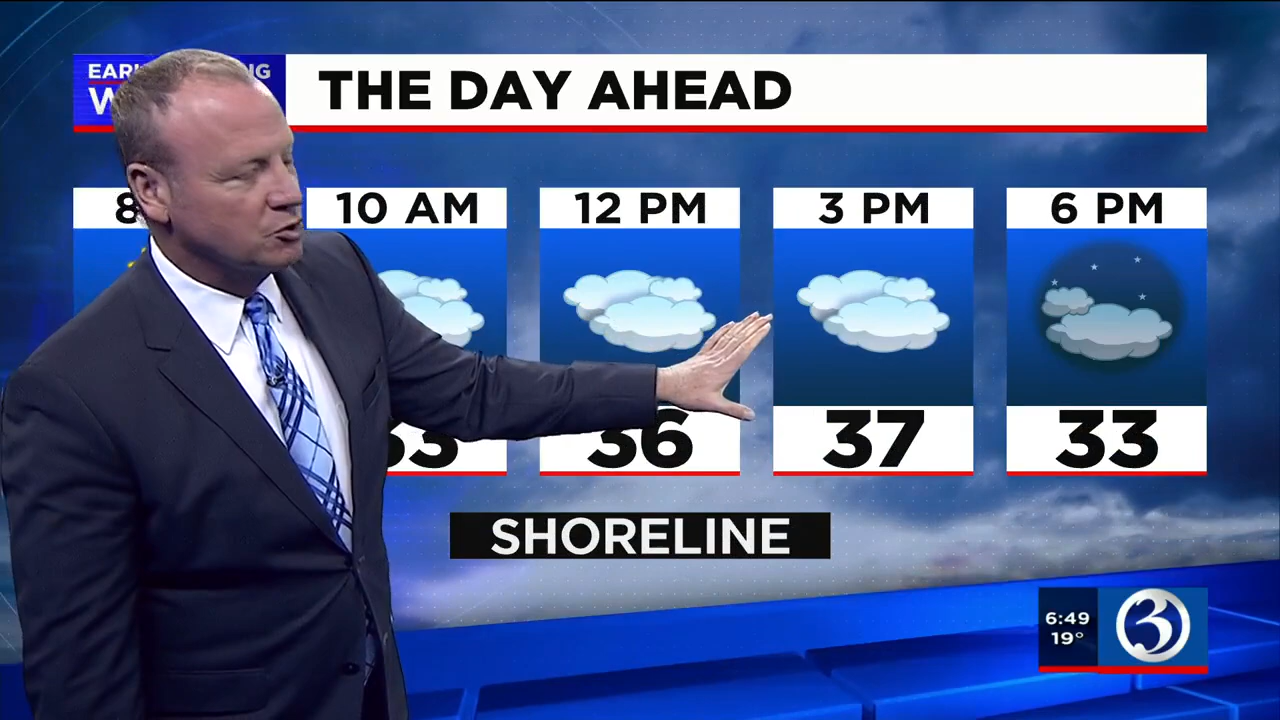 THE DAY AHEAD
10 AM
12 PM
3 PM
6 PM
36
37
33
SHORELINE
6:49
19°
3